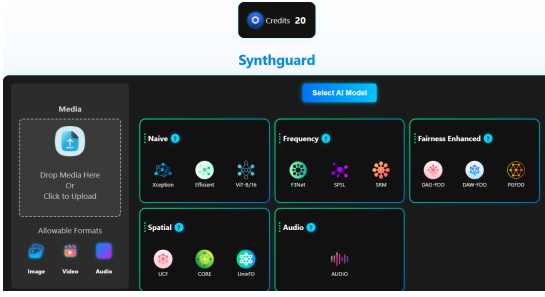 Credits 20
Synthguard
Select AI Model
Media
Drop Media Here
Or
Click to Upload
Allowable Formats
Image Video Audio
Naive ?
Xception Efficient ViT-B/16
Frequency ?
F3Net SPSL SRM
Fairness Enhanced ?
DAG-FDD DAW-FDD PGFDD
Spatial ?
UCF CORE UnivFD
Audio ?
AUDIO